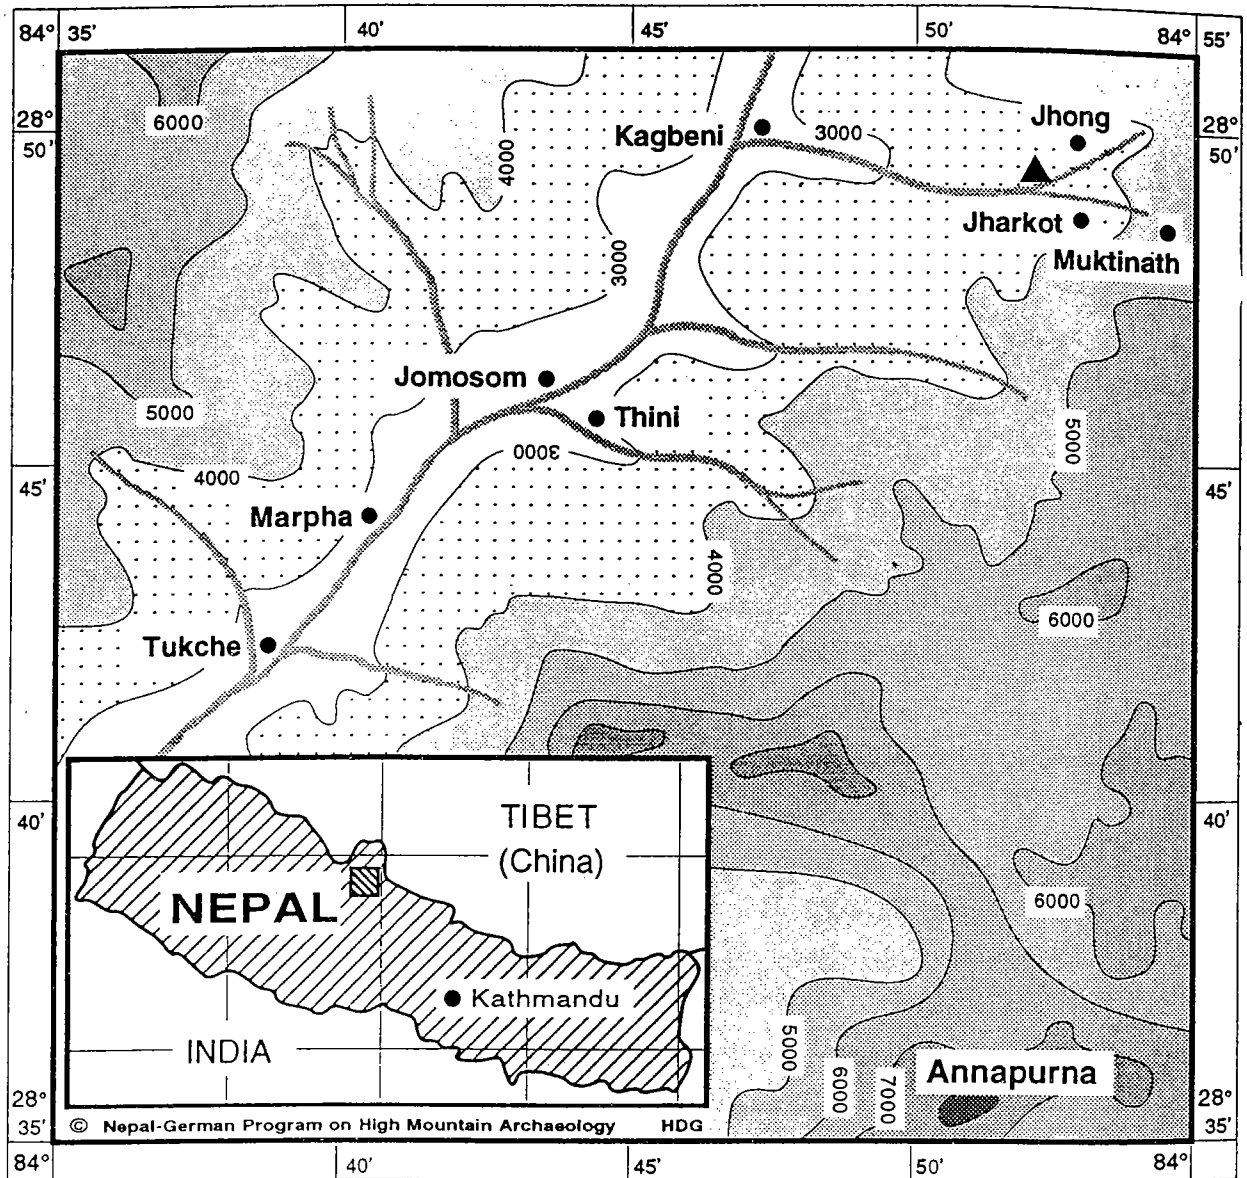 84° 35' 40' 45' 50' 84° 55'
6000
28° 50'
Kagbeni
3000
Jhong
28° 50'
4000
Jharkot
Muktinath
3000
Jomosom
5000
Thini
5000
3000
4000
45'
45'
Marpha
4000
6000
Tukche
40'
40'
TIBET
(China)
NEPAL
6000
Kathmandu
INDIA
5000
6000
7000
Annapurna
28° 35'
28° 35'
© Nepal-German Program on High Mountain Archaeology HDG
84° 40' 45' 50' 84°